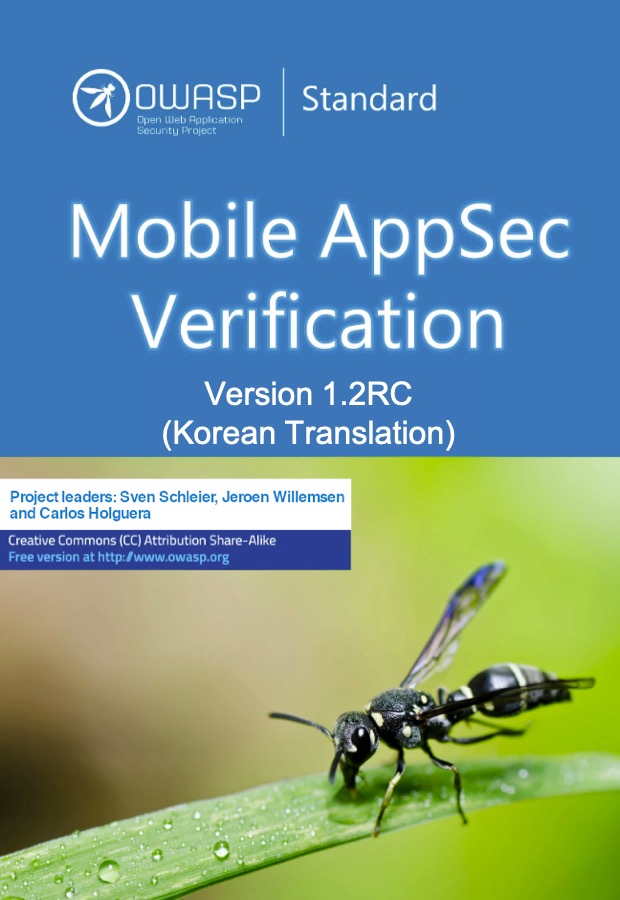 OWASP
Open Web Application
Security Project
Standard
Mobile AppSec
Verification
Version 1.2RC
(Korean Translation)
Project leaders: Sven Schleier, Jeroen Willemsen
and Carlos Holguera
Creative Commons (CC) Attribution Share-Alike
Free version at http://www.owasp.org